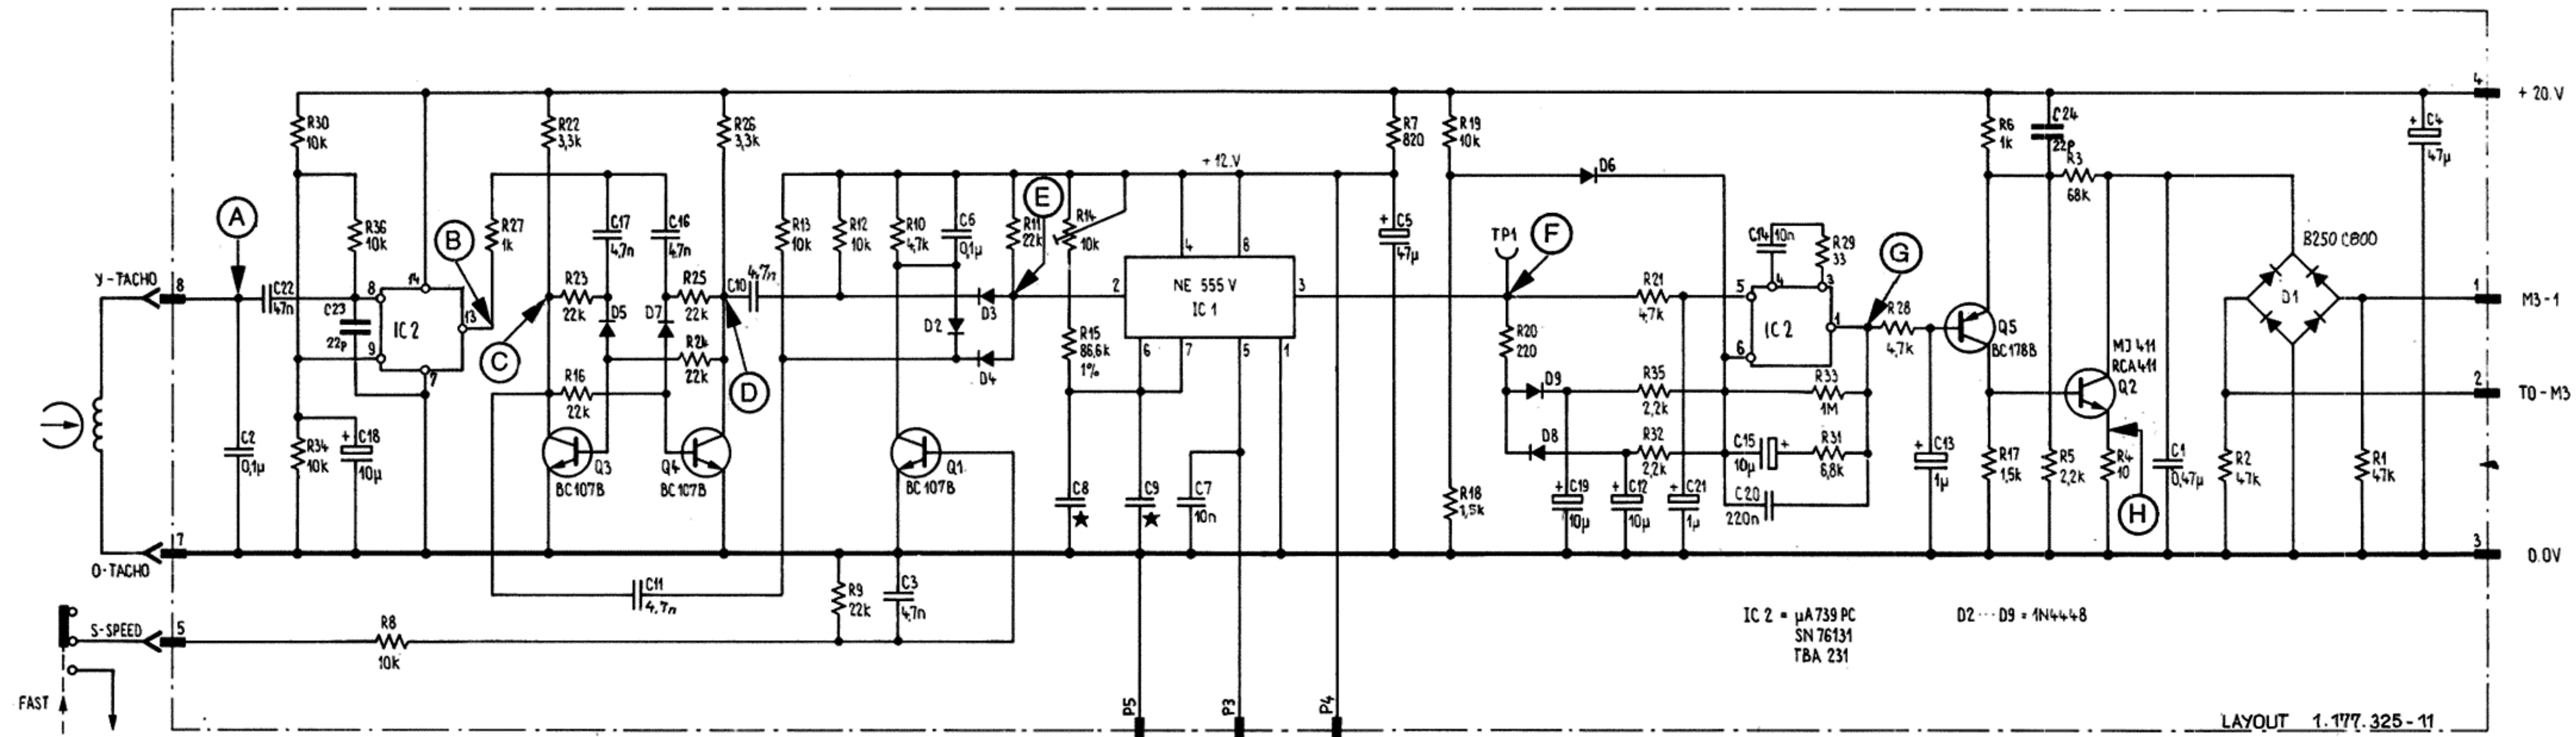 R30
10k
R22
3,3k
R26
3,3k
R7
820
R19
10k
R6
1k
C24
22p
R3
68k
C4
47µ
4
+ 20.V
+ 12.V
D6
A
B
R36
10k
R27
1k
C17
4,7n
C16
4,7n
R13
10k
R12
10k
R10
4,7k
C6
0,1µ
R11
22k
E
R14
10k
C5
47µ
TP1
F
C14
10n
R29
33
G
B250 C800
Y-TACHO
8
C22
47n
C23
22p
8
14
13
9
7
IC 2
C
R23
22k
D5
D7
R25
22k
R24
22k
R16
22k
D
C10
4,7n
D2
D3
D4
4
8
2
NE 555 V
IC 1
3
6
7
5
1
R15
86,6k
1%
R21
4,7k
R20
220
5
4
3
IC 2
1
6
R28
4,7k
Q5
BC178B
MJ 411
RCA411
Q2
D1
1
M3-1
2
TO-M3
D9
R35
2,2k
R33
1M
D8
R32
2,2k
C15
10µ
R31
6,8k
C20
220n
C2
0,1µ
R34
10k
C18
10µ
Q3
BC107B
Q4
BC107B
Q1
BC107B
C8
★
C9
★
C7
10n
R18
1,5k
C19
10µ
C12
10µ
C21
1µ
C13
1µ
R17
1,5k
R5
2,2k
R4
10
C1
0,47µ
H
R2
47k
R1
47k
7
O-TACHO
3
0.0V
C11
4,7n
R9
22k
C3
4,7n
S-SPEED
5
R8
10k
FAST
IC 2 = µA739 PC
SN 76131
TBA 231
D2 ··· D9 = 1N4448
P5
P3
P4
LAYOUT 1.177.325-11